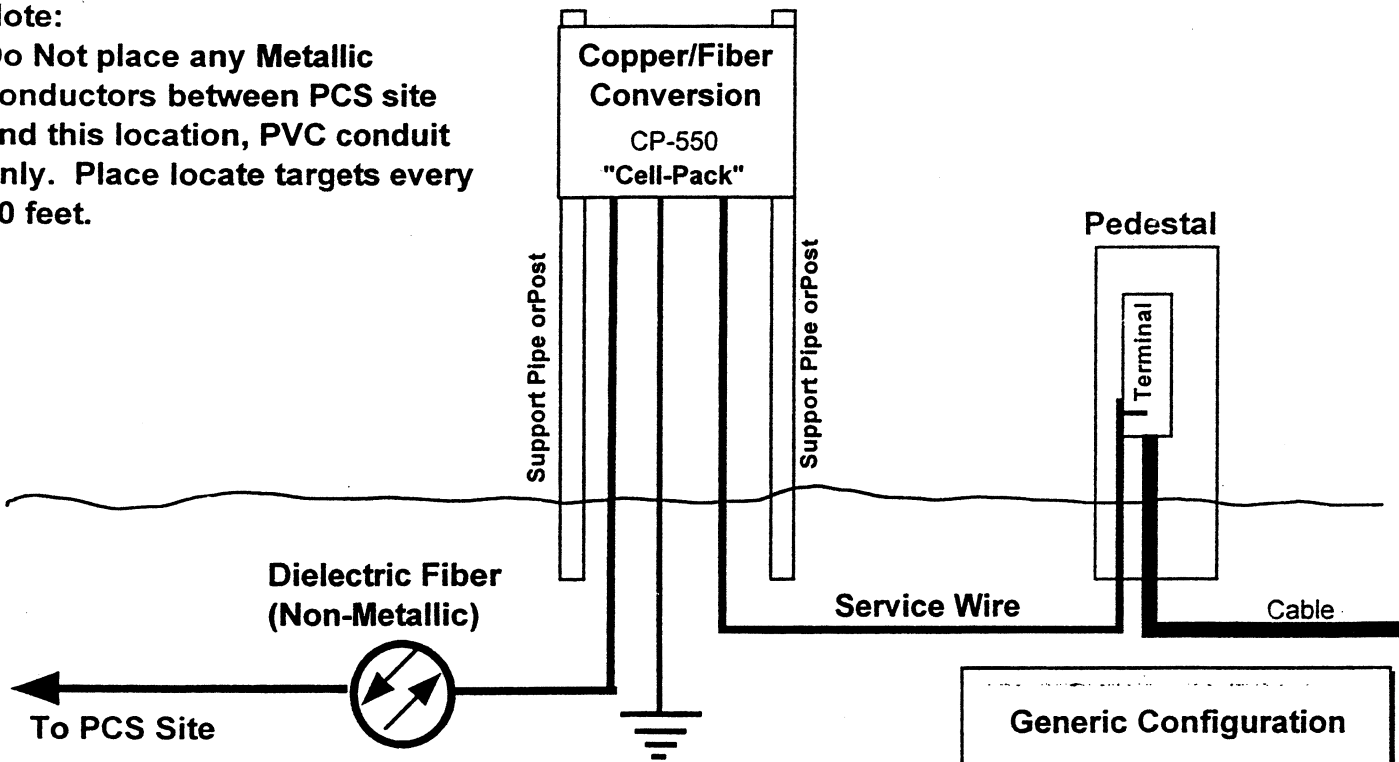 Note:
Do Not place any Metallic
onductors between PCS site
nd this location, PVC conduit
nly. Place locate targets every
0 feet.
Copper/Fiber
Conversion
CP-550
"Cell-Pack"
Support Pipe orPost
Support Pipe orPost
Pedestal
Terminal
Dielectric Fiber
(Non-Metallic)
Service Wire
Cable
To PCS Site
Generic Configuration